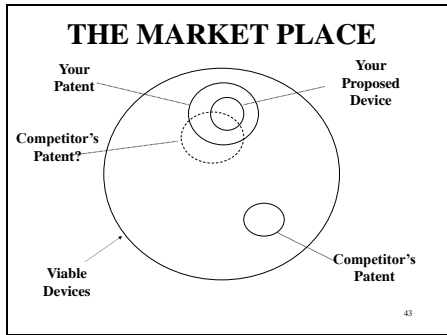 THE MARKET PLACE
Your
Patent
Your
Proposed
Device
Competitor's
Patent?
Competitor's
Patent
Viable
Devices
43